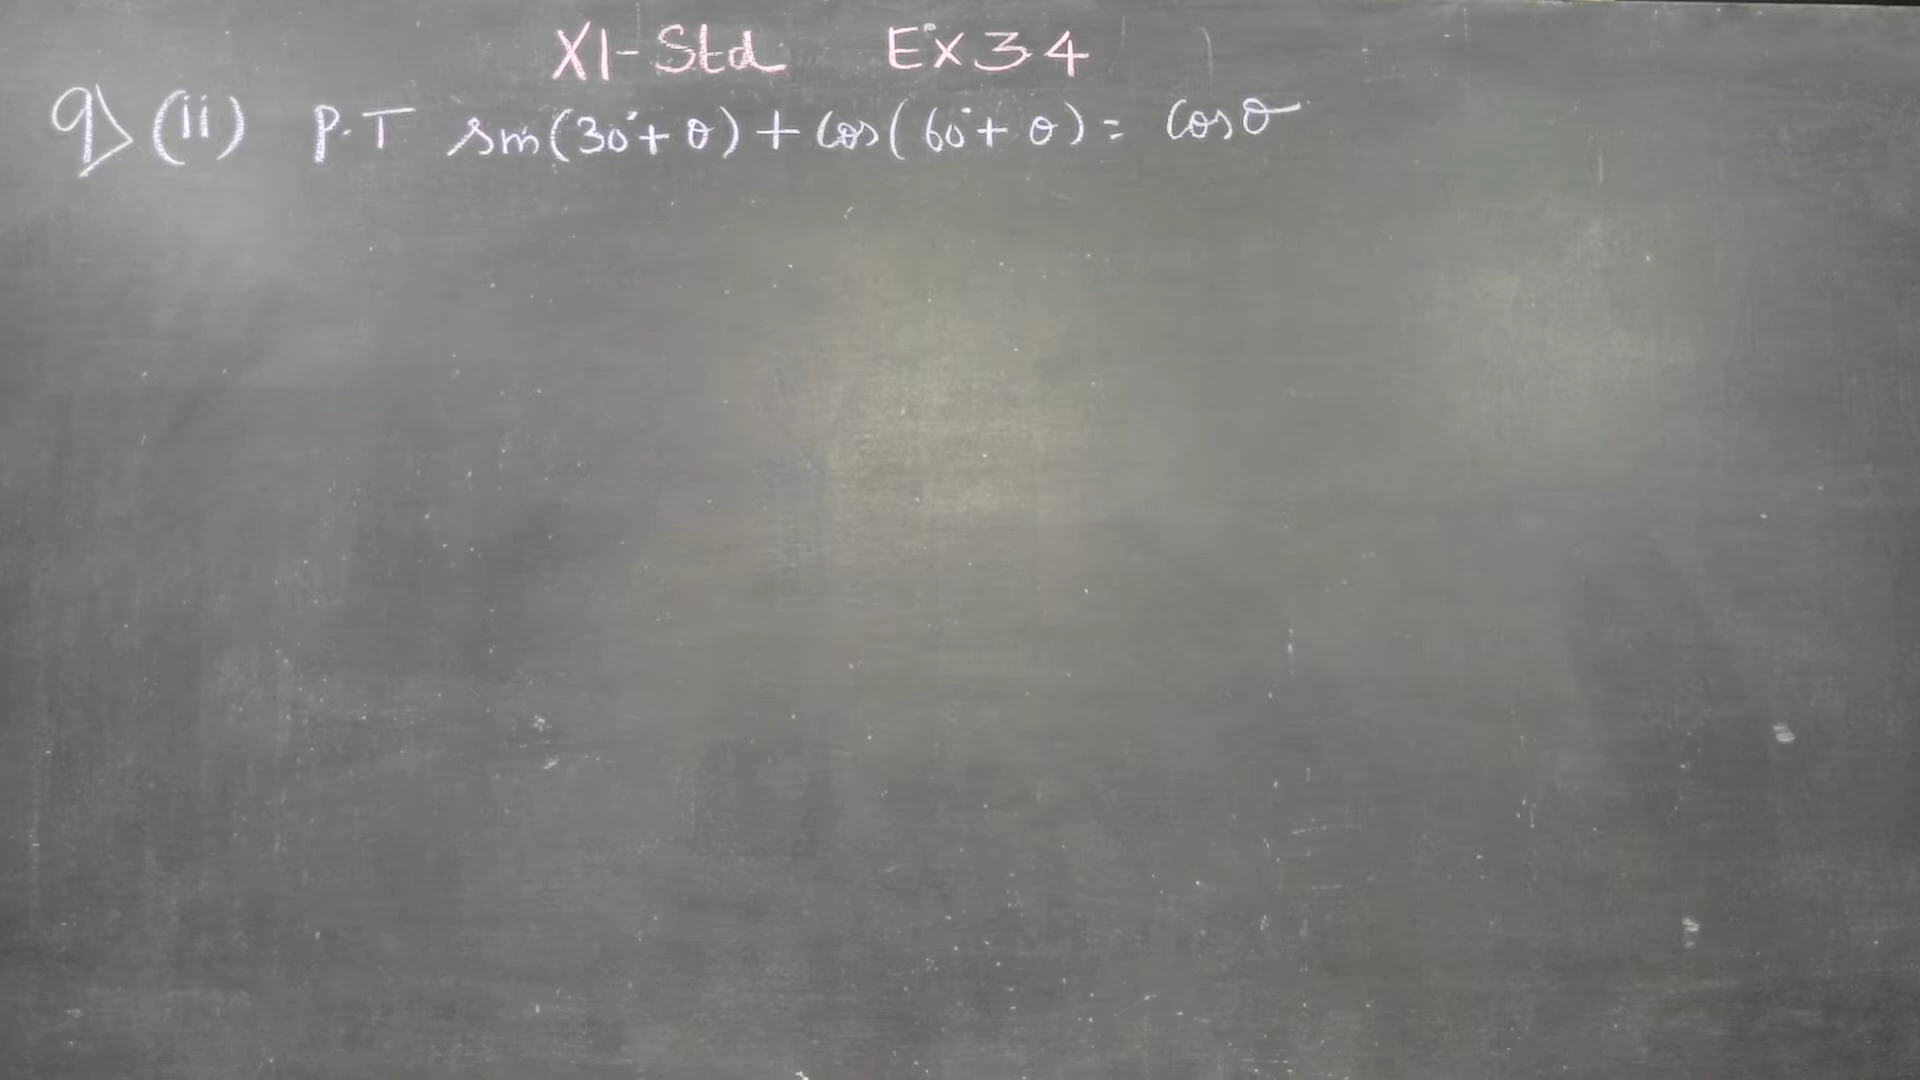 XI-Std Ex 3 4
9) (ii) P.T sin(30°+ θ) + cos(60°+ θ) = cosθ